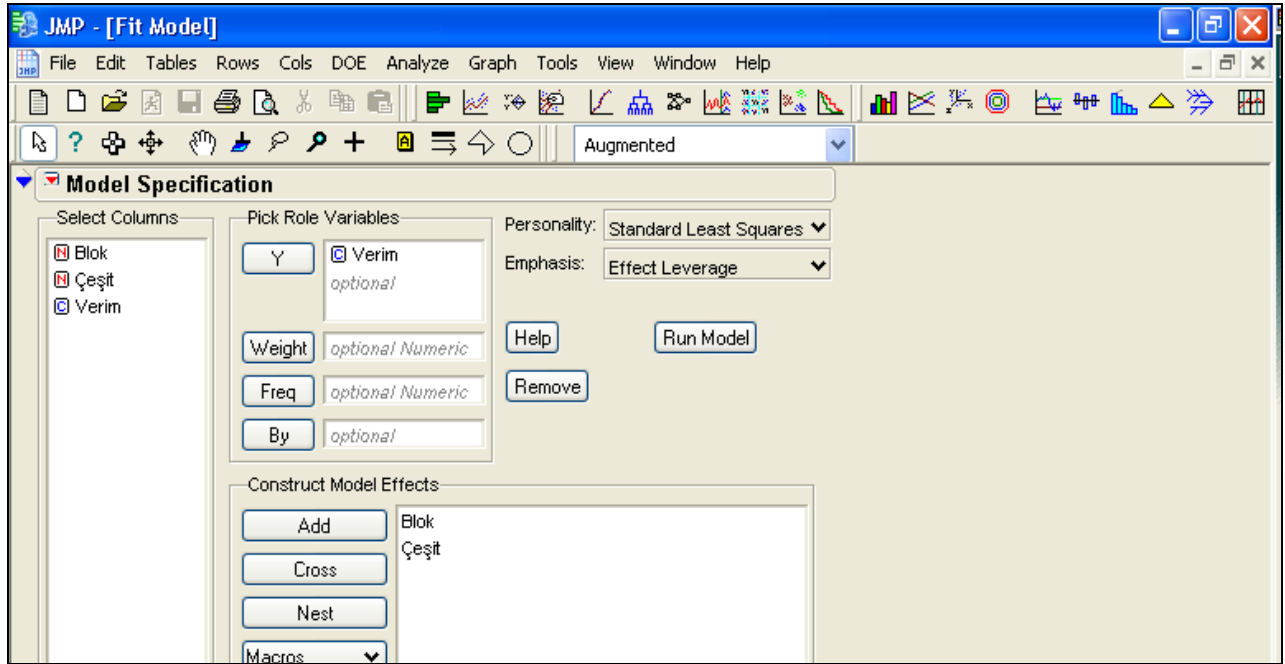 JMP - [Fit Model]
File Edit Tables Rows Cols DOE Analyze Graph Tools View Window Help
Augmented
Model Specification
Select Columns
Blok
Çeşit
Verim
Pick Role Variables
Y
Verim
optional
Weight
optional Numeric
Freq
optional Numeric
By
optional
Personality: Standard Least Squares
Emphasis: Effect Leverage
Help
Run Model
Remove
Construct Model Effects
Add
Cross
Nest
Macros
Blok
Çeşit